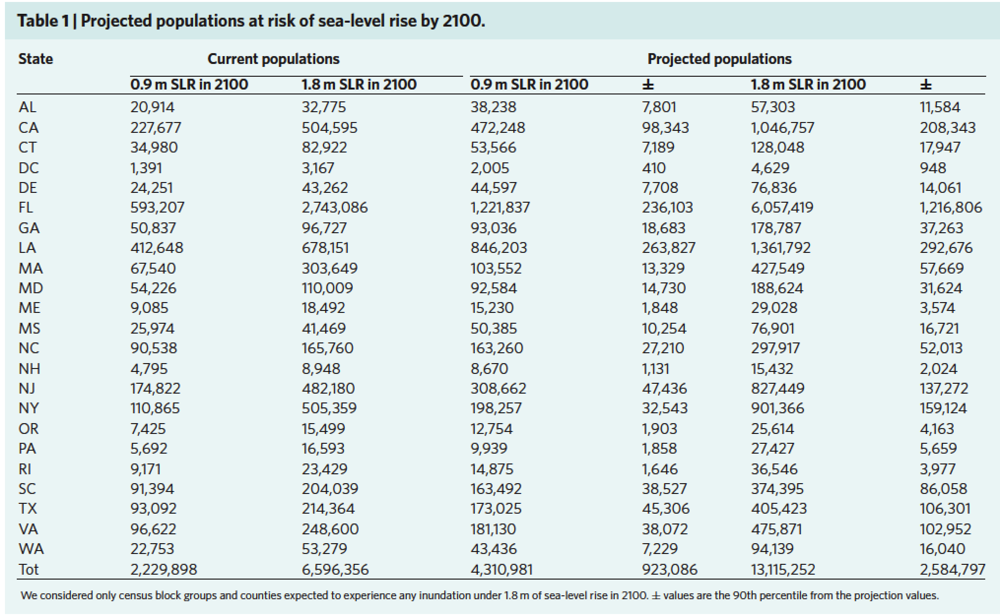 Table 1 | Projected populations at risk of sea-level rise by 2100.
State Current populations Projected populations
0.9 m SLR in 2100 1.8 m SLR in 2100 0.9 m SLR in 2100 ± 1.8 m SLR in 2100 ±
AL 20,914 32,775 38,238 7,801 57,303 11,584
CA 227,677 504,595 472,248 98,343 1,046,757 208,343
CT 34,980 82,922 53,566 7,189 128,048 17,947
DC 1,391 3,167 2,005 410 4,629 948
DE 24,251 43,262 44,597 7,708 76,836 14,061
FL 593,207 2,743,086 1,221,837 236,103 6,057,419 1,216,806
GA 50,837 96,727 93,036 18,683 178,787 37,263
LA 412,648 678,151 846,203 263,827 1,361,792 292,676
MA 67,540 303,649 103,552 13,329 427,549 57,669
MD 54,226 110,009 92,584 14,730 188,624 31,624
ME 9,085 18,492 15,230 1,848 29,028 3,574
MS 25,974 41,469 50,385 10,254 76,901 16,721
NC 90,538 165,760 163,260 27,210 297,917 52,013
NH 4,795 8,948 8,670 1,131 15,432 2,024
NJ 174,822 482,180 308,662 47,436 827,449 137,272
NY 110,865 505,359 198,257 32,543 901,366 159,124
OR 7,425 15,499 12,754 1,903 25,614 4,163
PA 5,692 16,593 9,939 1,858 27,427 5,659
RI 9,171 23,429 14,875 1,646 36,546 3,977
SC 91,394 204,039 163,492 38,527 374,395 86,058
TX 93,092 214,364 173,025 45,306 405,423 106,301
VA 96,622 248,600 181,130 38,072 475,871 102,952
WA 22,753 53,279 43,436 7,229 94,139 16,040
Tot 2,229,898 6,596,356 4,310,981 923,086 13,115,252 2,584,797
We considered only census block groups and counties expected to experience any inundation under 1.8 m of sea-level rise in 2100. ± values are the 90th percentile from the projection values.